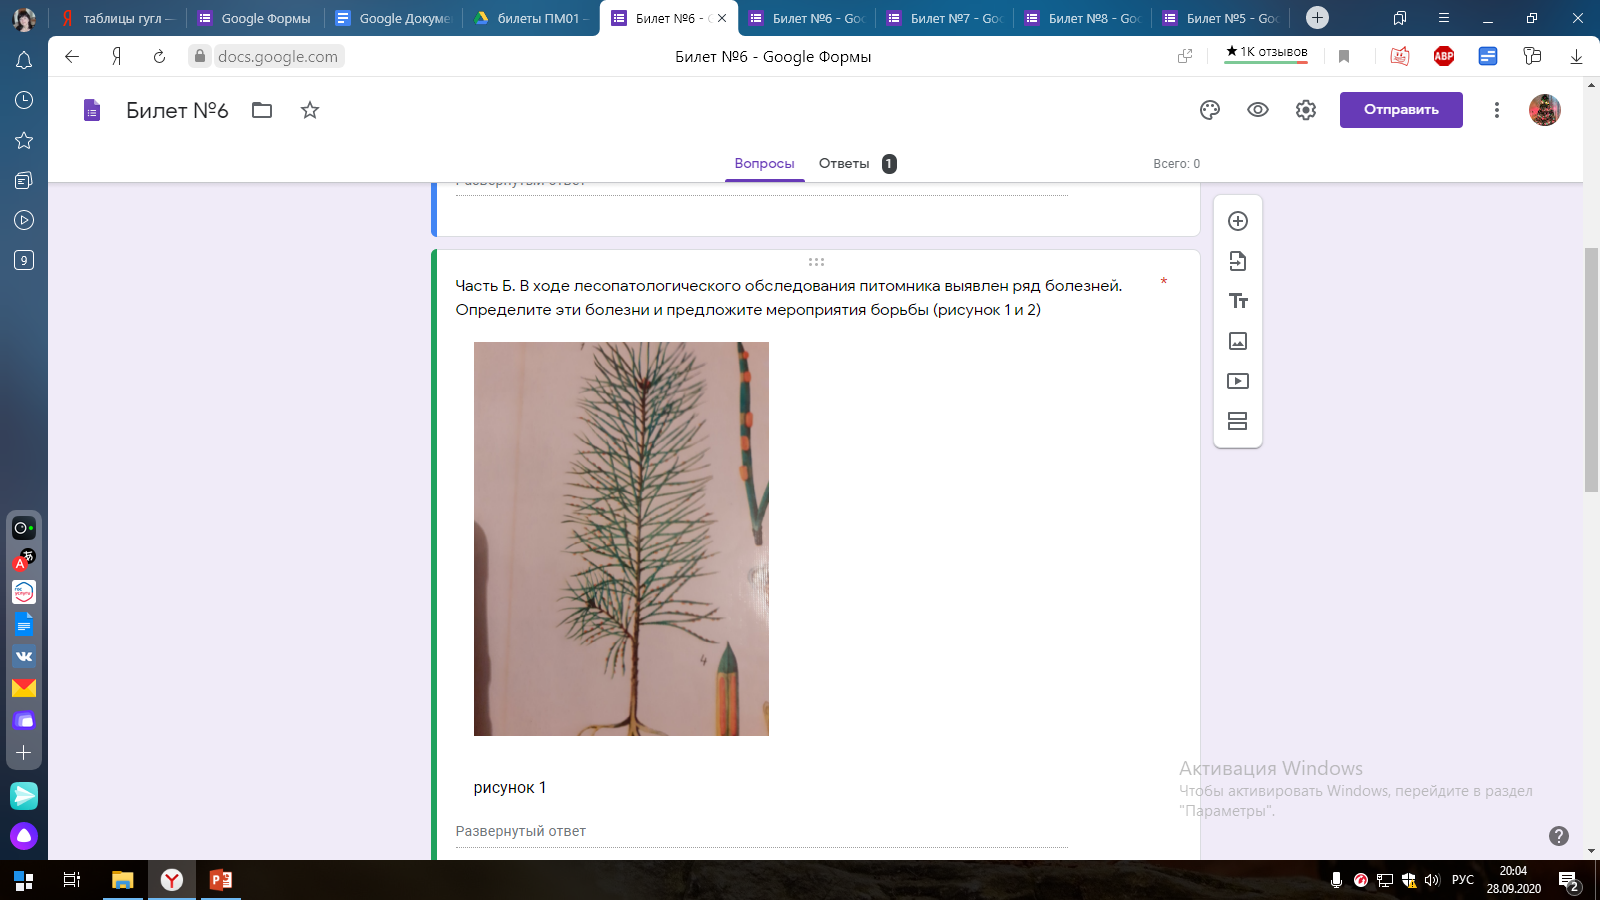 таблицы гугл —
Google Формы
Google Докуме
билеты ПМ01 –
Билет №6 - G
Билет №6 - Goo
Билет №7 - Goo
Билет №8 - Goo
Билет №5 - Goo
docs.google.com
Билет №6 - Google Формы
★ 1К отзывов
ABP
Билет №6
Отправить
Вопросы
Ответы 1
Всего: 0
9
Часть Б. В ходе лесопатологического обследования питомника выявлен ряд болезней. *
Определите эти болезни и предложите мероприятия борьбы (рисунок 1 и 2)
4
рисунок 1
Развернутый ответ
Активация Windows
Чтобы активировать Windows, перейдите в раздел
"Параметры".
РУС
20:04
28.09.2020
2